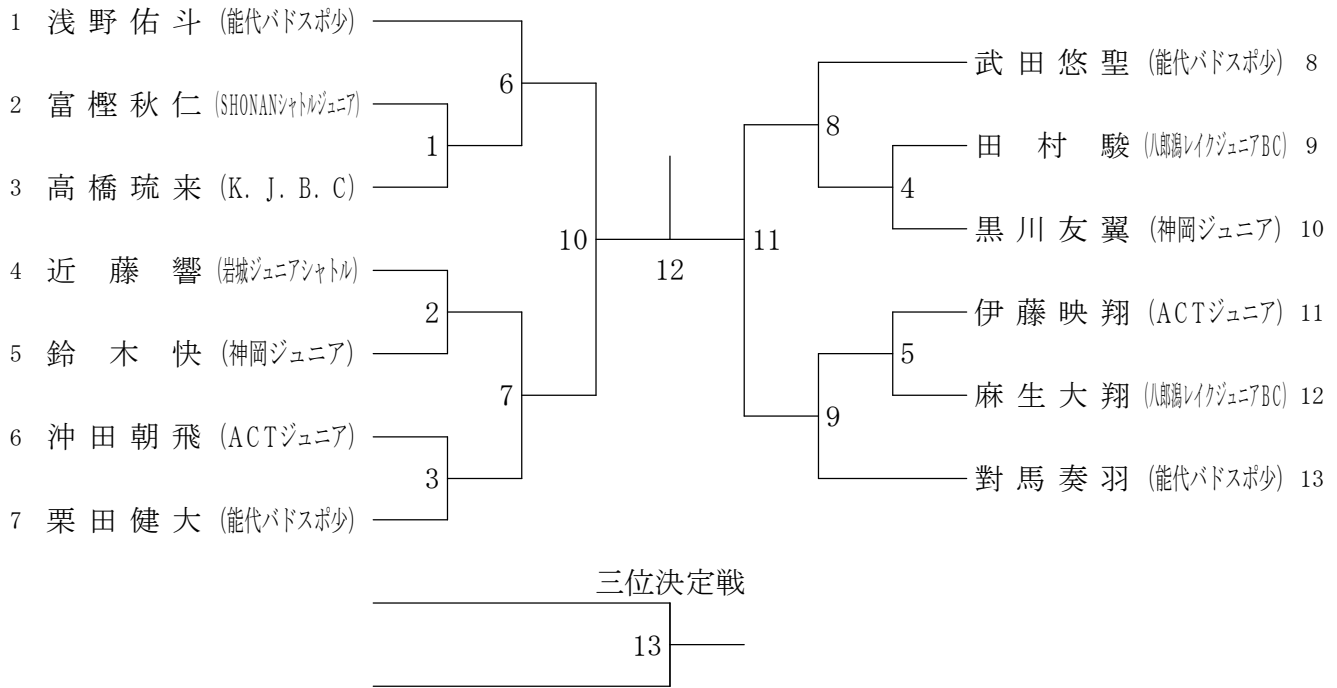 1 浅野佑斗 (能代バドスポ少)
2 富樫秋仁 (SHONANシャトルジュニア)
3 高橋琉来 (K.J.B.C)
4 近藤響 (岩城ジュニアシャトル)
5 鈴木快 (神岡ジュニア)
6 沖田朝飛 (ACTジュニア)
7 栗田健大 (能代バドスポ少)
6
1
10
2
7
3
12
武田悠聖 (能代バドスポ少) 8
田村駿 (八郎潟レイクジュニアBC) 9
黒川友翼 (神岡ジュニア) 10
伊藤映翔 (ACTジュニア) 11
麻生大翔 (八郎潟レイクジュニアBC) 12
對馬奏羽 (能代バドスポ少) 13
8
4
11
5
9
三位決定戦
13